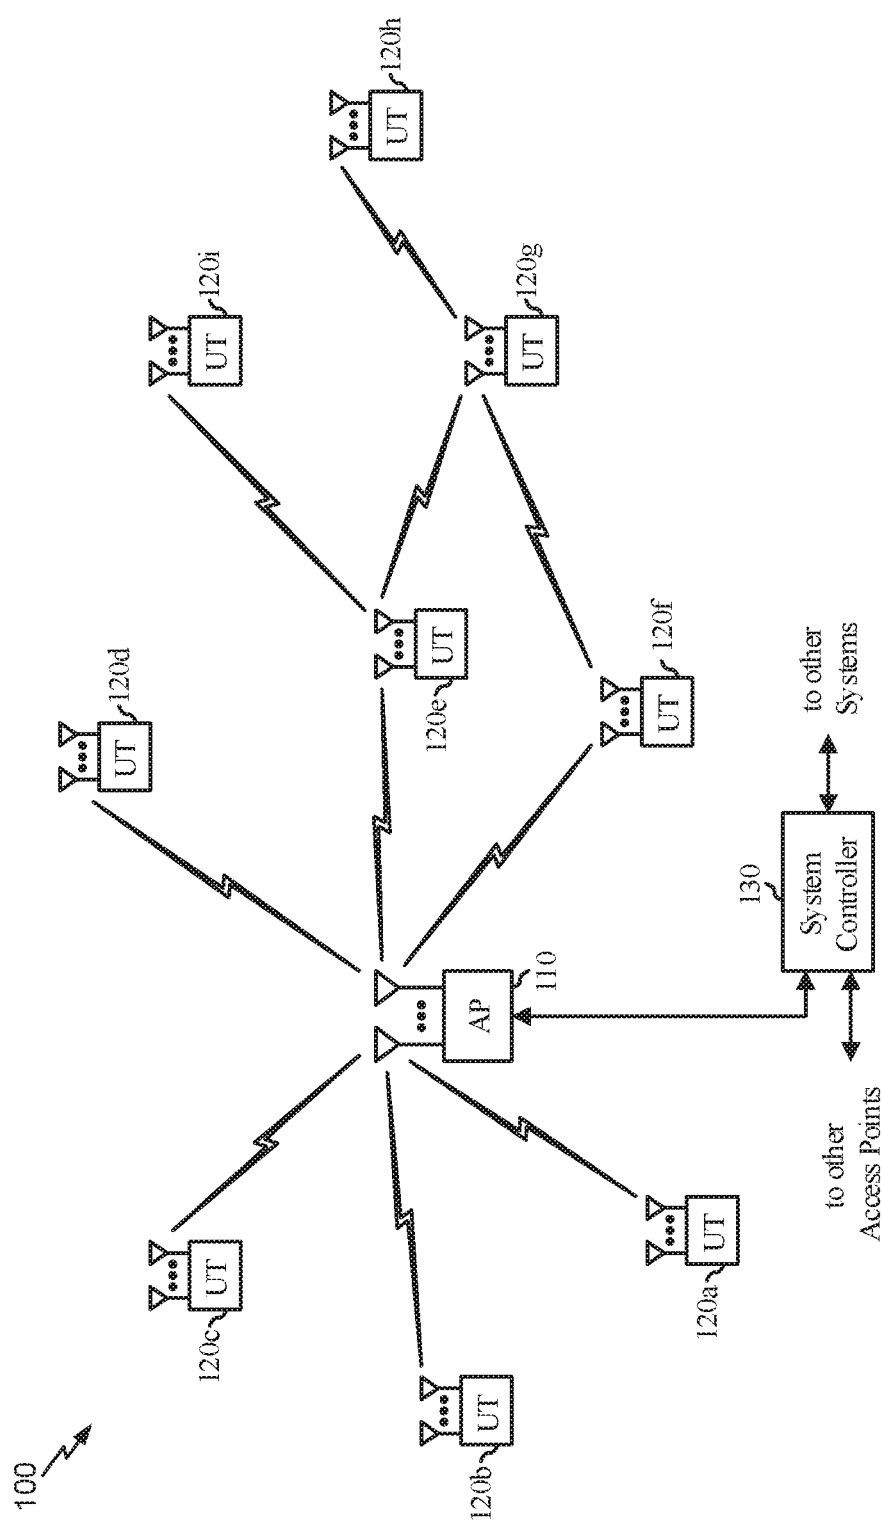 100
UT
120d
120c
UT
UT
120i
UT
120h
120e
UT
120b
UT
AP
110
UT
120g
UT
120f
120a
UT
130
System
Controller
to other
Systems
to other
Access Points